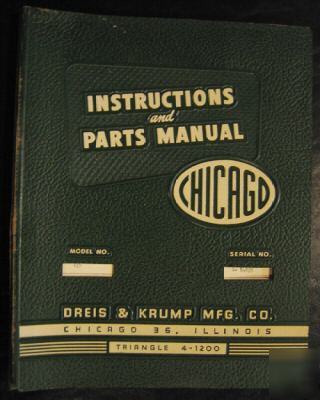 INSTRUCTIONS
and
PARTS MANUAL
CHICAGO
MODEL NO. SERIAL NO.
DREIS & KRUMP MFG. CO.
CHICAGO 36, ILLINOIS
TRIANGLE 4-1200